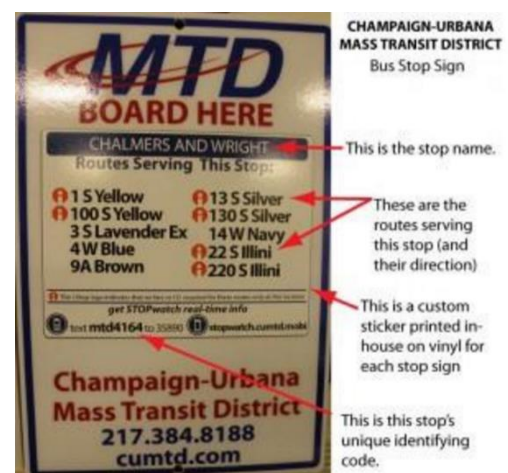 MTD
BOARD HERE
CHALMERS AND WRIGHT
Routes Serving This Stop:
1 S Yellow
100 S Yellow
3 S Lavender Ex
4 W Blue
9A Brown
13 S Silver
130 S Silver
14 W Navy
22 S Illini
220 S Illini
get STOPwatch real-time info
text mtd4164 to 35890
stopwatch.cumtd.mobi
Champaign-Urbana
Mass Transit District
217.384.8188
cumtd.com
CHAMPAIGN-URBANA
MASS TRANSIT DISTRICT
Bus Stop Sign
This is the stop name.
These are the
routes serving
this stop (and
their direction)
This is a custom
sticker printed in-
house on vinyl for
each stop sign
This is this stop's
unique identifying
code.